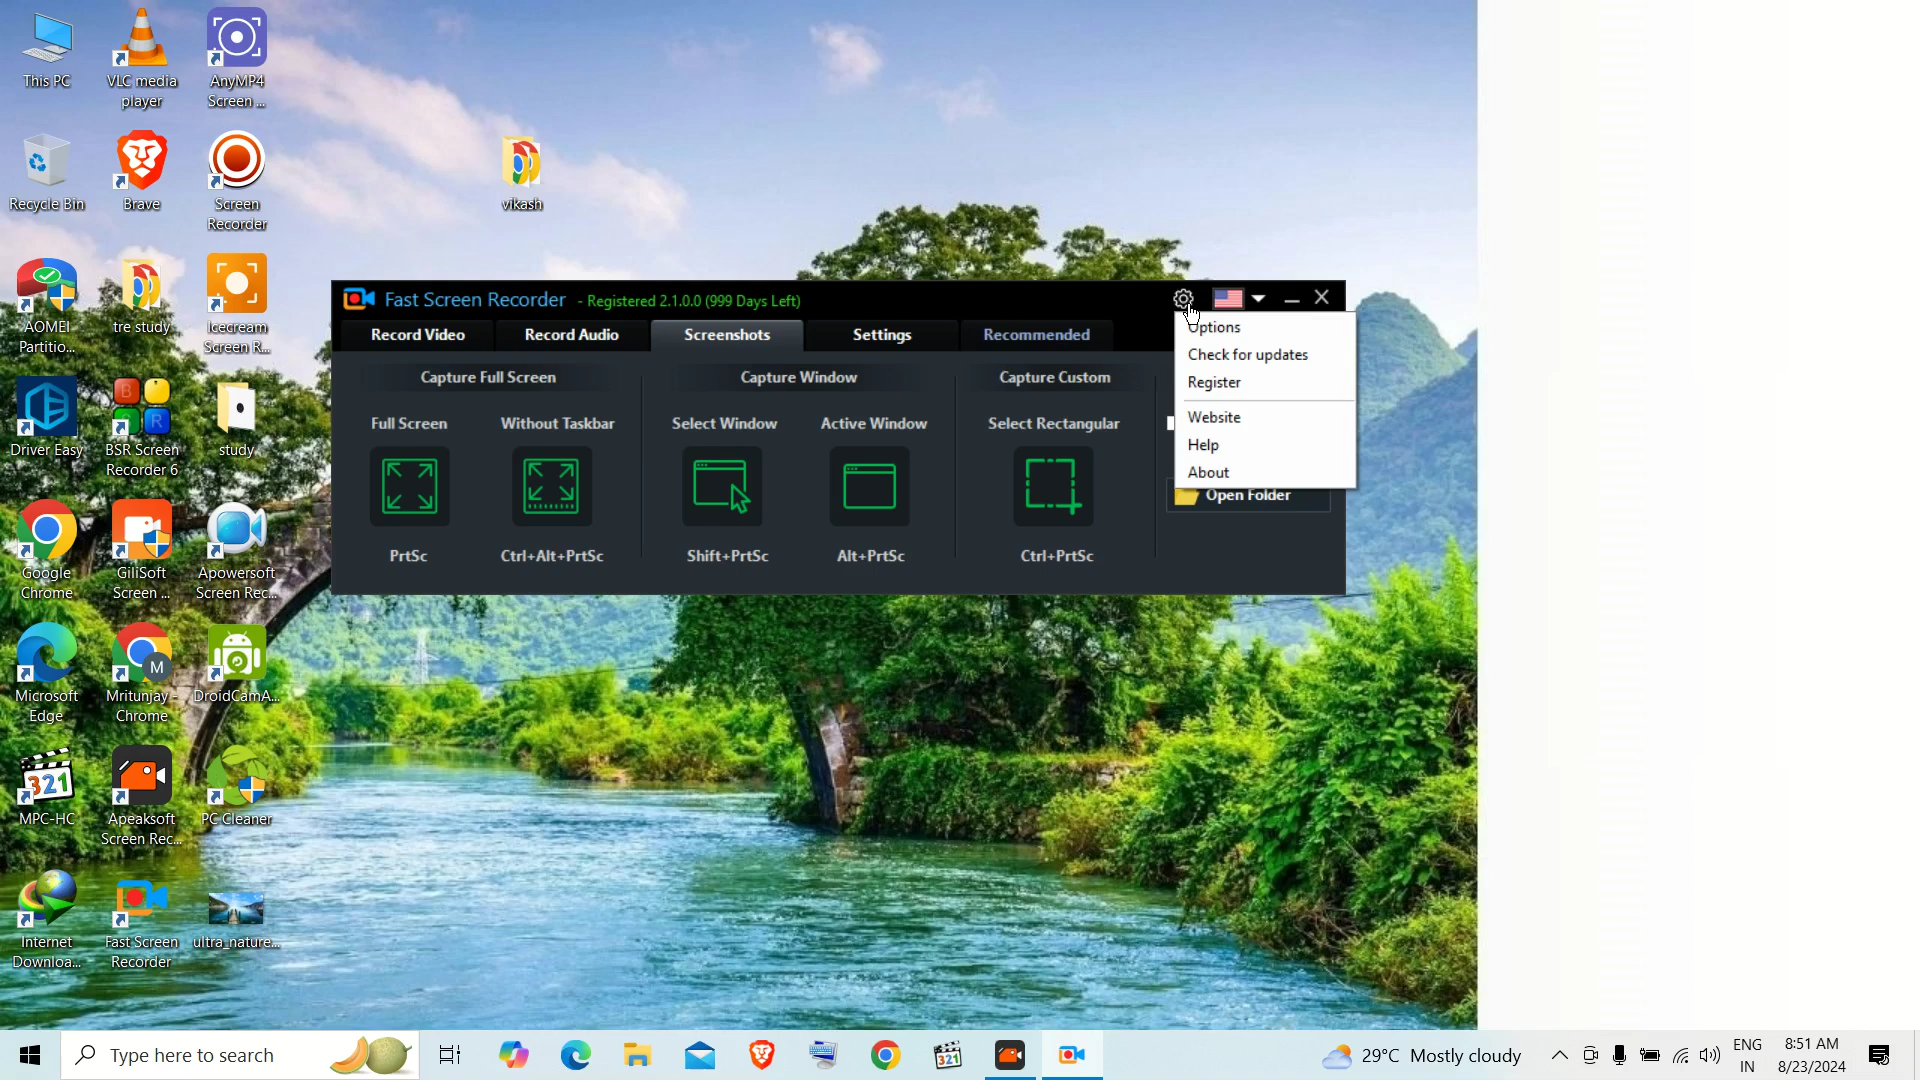 This PC
VLC media
player
AnyMP4
Screen ...
Recycle Bin
Brave
Screen
Recorder
vikash
AOMEI
Partitio...
tre study
Icecream
Screen R...
Driver Easy
BSR Screen
Recorder 6
study
Google
Chrome
GiliSoft
Screen ...
Apowersoft
Screen Rec...
Microsoft
Edge
M
Mritunjay -
Chrome
DroidCamA...
321
MPC-HC
Apeaksoft
Screen Rec...
PC Cleaner
Internet
Downloa...
Fast Screen
Recorder
ultra_nature...
Fast Screen Recorder - Registered 2.1.0.0 (999 Days Left)
Record Video
Record Audio
Screenshots
Settings
Recommended
Capture Full Screen
Capture Window
Capture Custom
Full Screen
Without Taskbar
Select Window
Active Window
Select Rectangular
PrtSc
Ctrl+Alt+PrtSc
Shift+PrtSc
Alt+PrtSc
Ctrl+PrtSc
Options
Check for updates
Register
Website
Help
About
Open Folder
Type here to search
321
29°C Mostly cloudy
ENG
IN
8:51 AM
8/23/2024